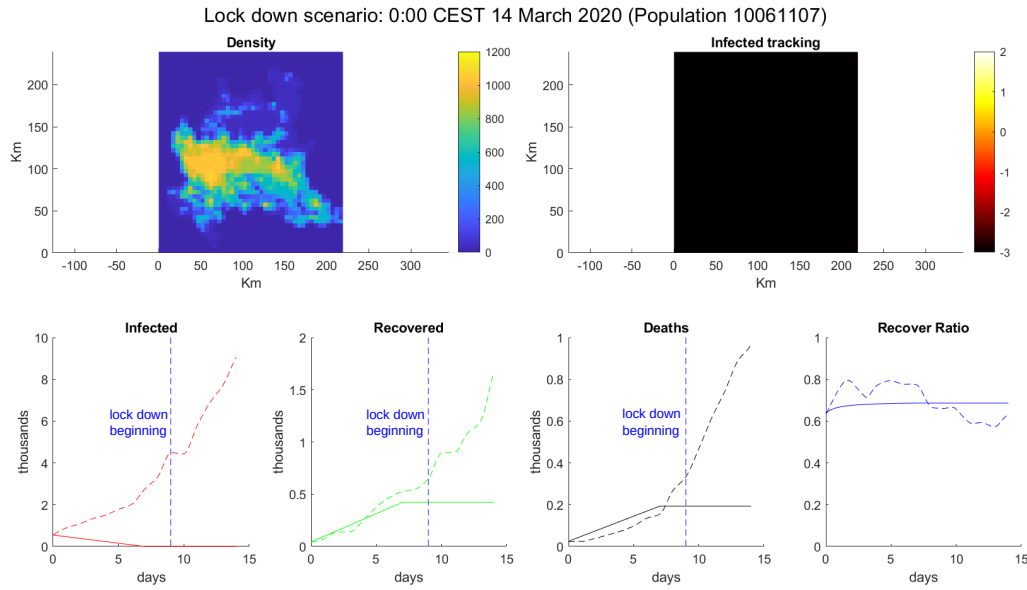 Lock down scenario: 0:00 CEST 14 March 2020 (Population 10061107)
Density
Km
200
150
100
50
0
-100 -50 0 50 100 150 200 250 300
Km
1200
1000
800
600
400
200
0
Infected tracking
Km
200
150
100
50
0
-100 -50 0 50 100 150 200 250 300
Km
2
1
0
-1
-2
-3
Infected
thousands
10
8
6
4
2
0
lock down
beginning
0 5 10 15
days
Recovered
thousands
2
1.5
1
0.5
0
lock down
beginning
0 5 10 15
days
Deaths
thousands
1
0.8
0.6
0.4
0.2
0
lock down
beginning
0 5 10 15
days
Recover Ratio
1
0.8
0.6
0.4
0.2
0
0 5 10 15
days